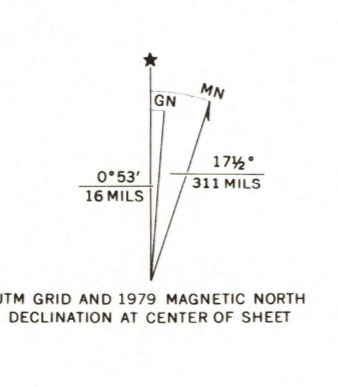 ★
MN
GN
0°53′
16 MILS
17½°
311 MILS
UTM GRID AND 1979 MAGNETIC NORTH
DECLINATION AT CENTER OF SHEET